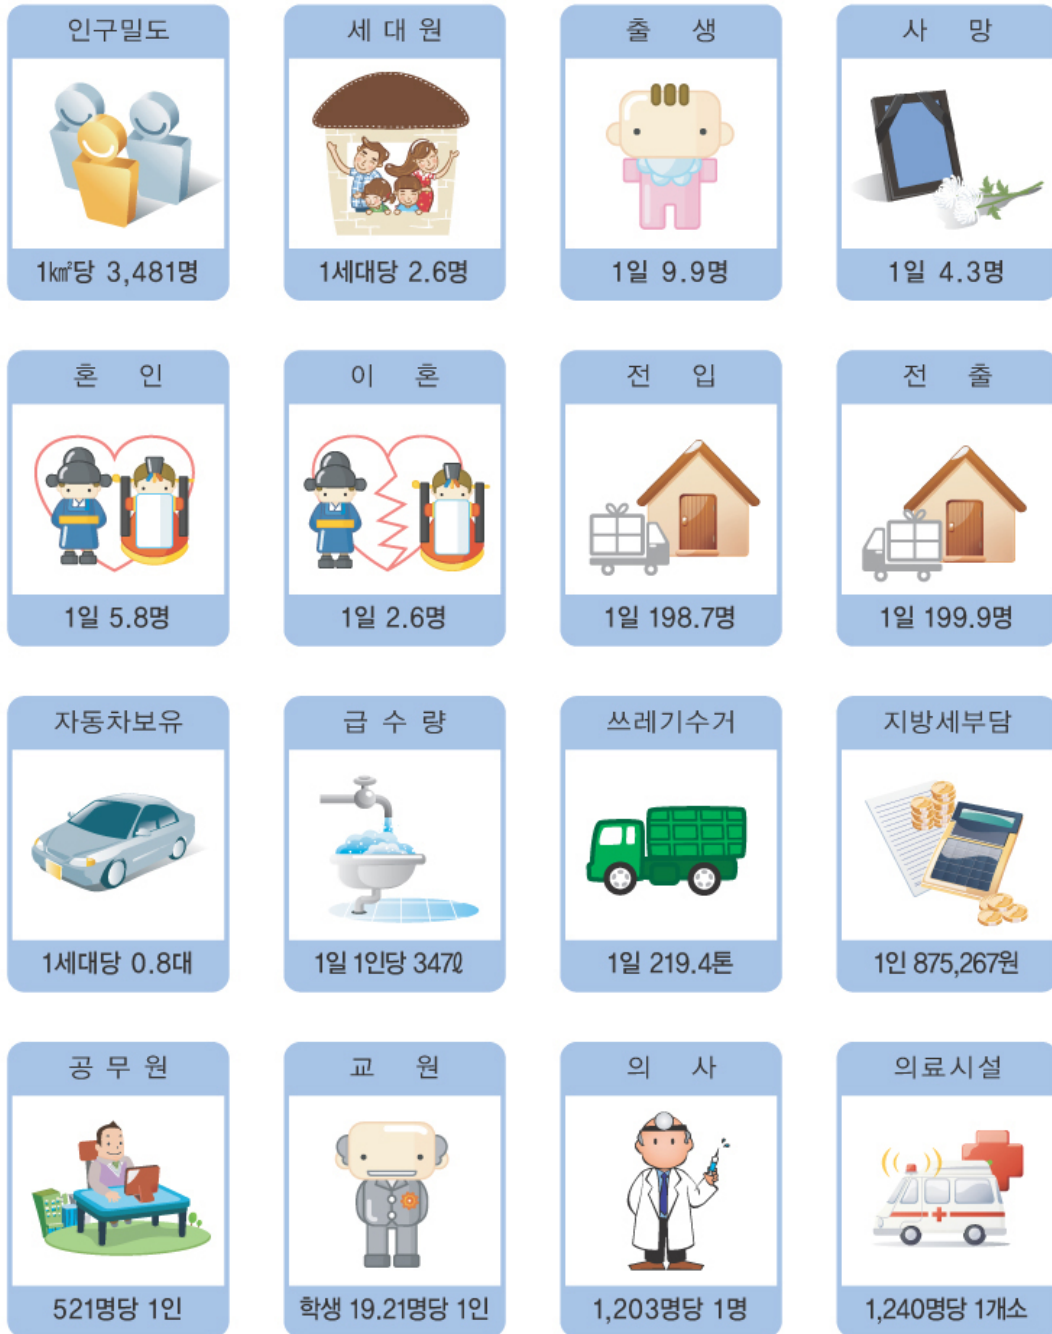 인구밀도
1㎢당 3,481명
세 대 원
1세대당 2.6명
출 생
1일 9.9명
사 망
1일 4.3명
혼 인
1일 5.8명
이 혼
1일 2.6명
전 입
1일 198.7명
전 출
1일 199.9명
자동차보유
1세대당 0.8대
급 수 량
1일 1인당 347ℓ
쓰레기수거
1일 219.4톤
지방세부담
1인 875,267원
공 무 원
521명당 1인
교 원
학생 19.21명당 1인
의 사
1,203명당 1명
의료시설
1,240명당 1개소